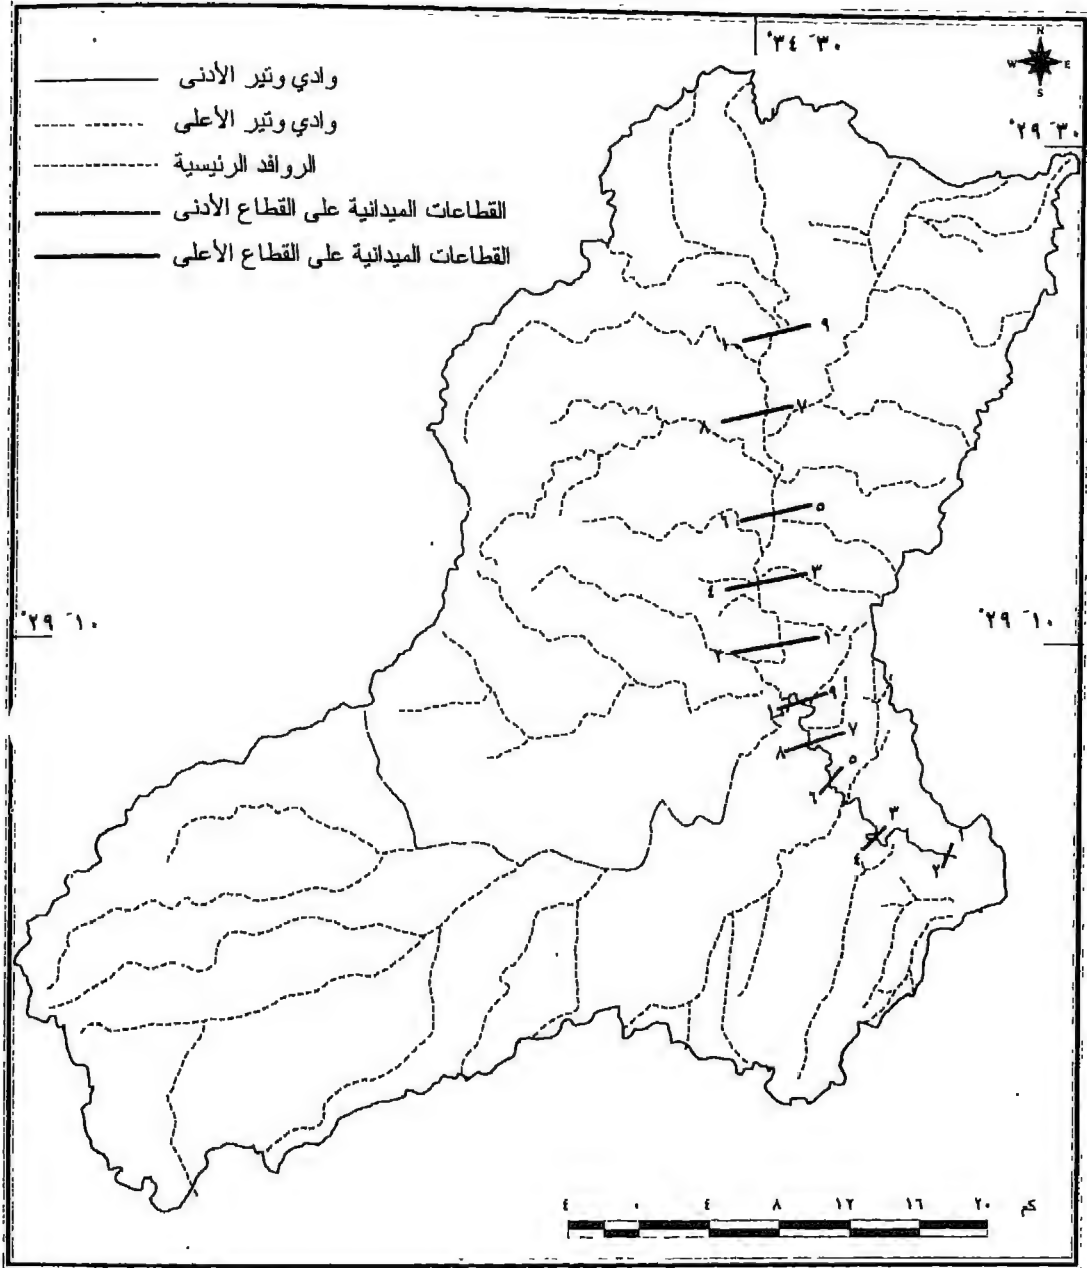 ٣٤° ٣٠َ
N
W E
S
وادي وتير الأدنى
وادي وتير الأعلى
الروافد الرئيسية
القطاعات الميدانية على القطاع الأدنى
القطاعات الميدانية على القطاع الأعلى
٢٩° ٣٠َ
٩
١٠
٧
٨
٥
٦
٣
٤
٢٩° ١٠َ
٢٩° ١٠َ
١
٢
٩
١٠
٧
٨
٥
٦
٣
٤
١
٢
٤ ٠ ٤ ٨ ١٢ ١٦ ٢٠ كم